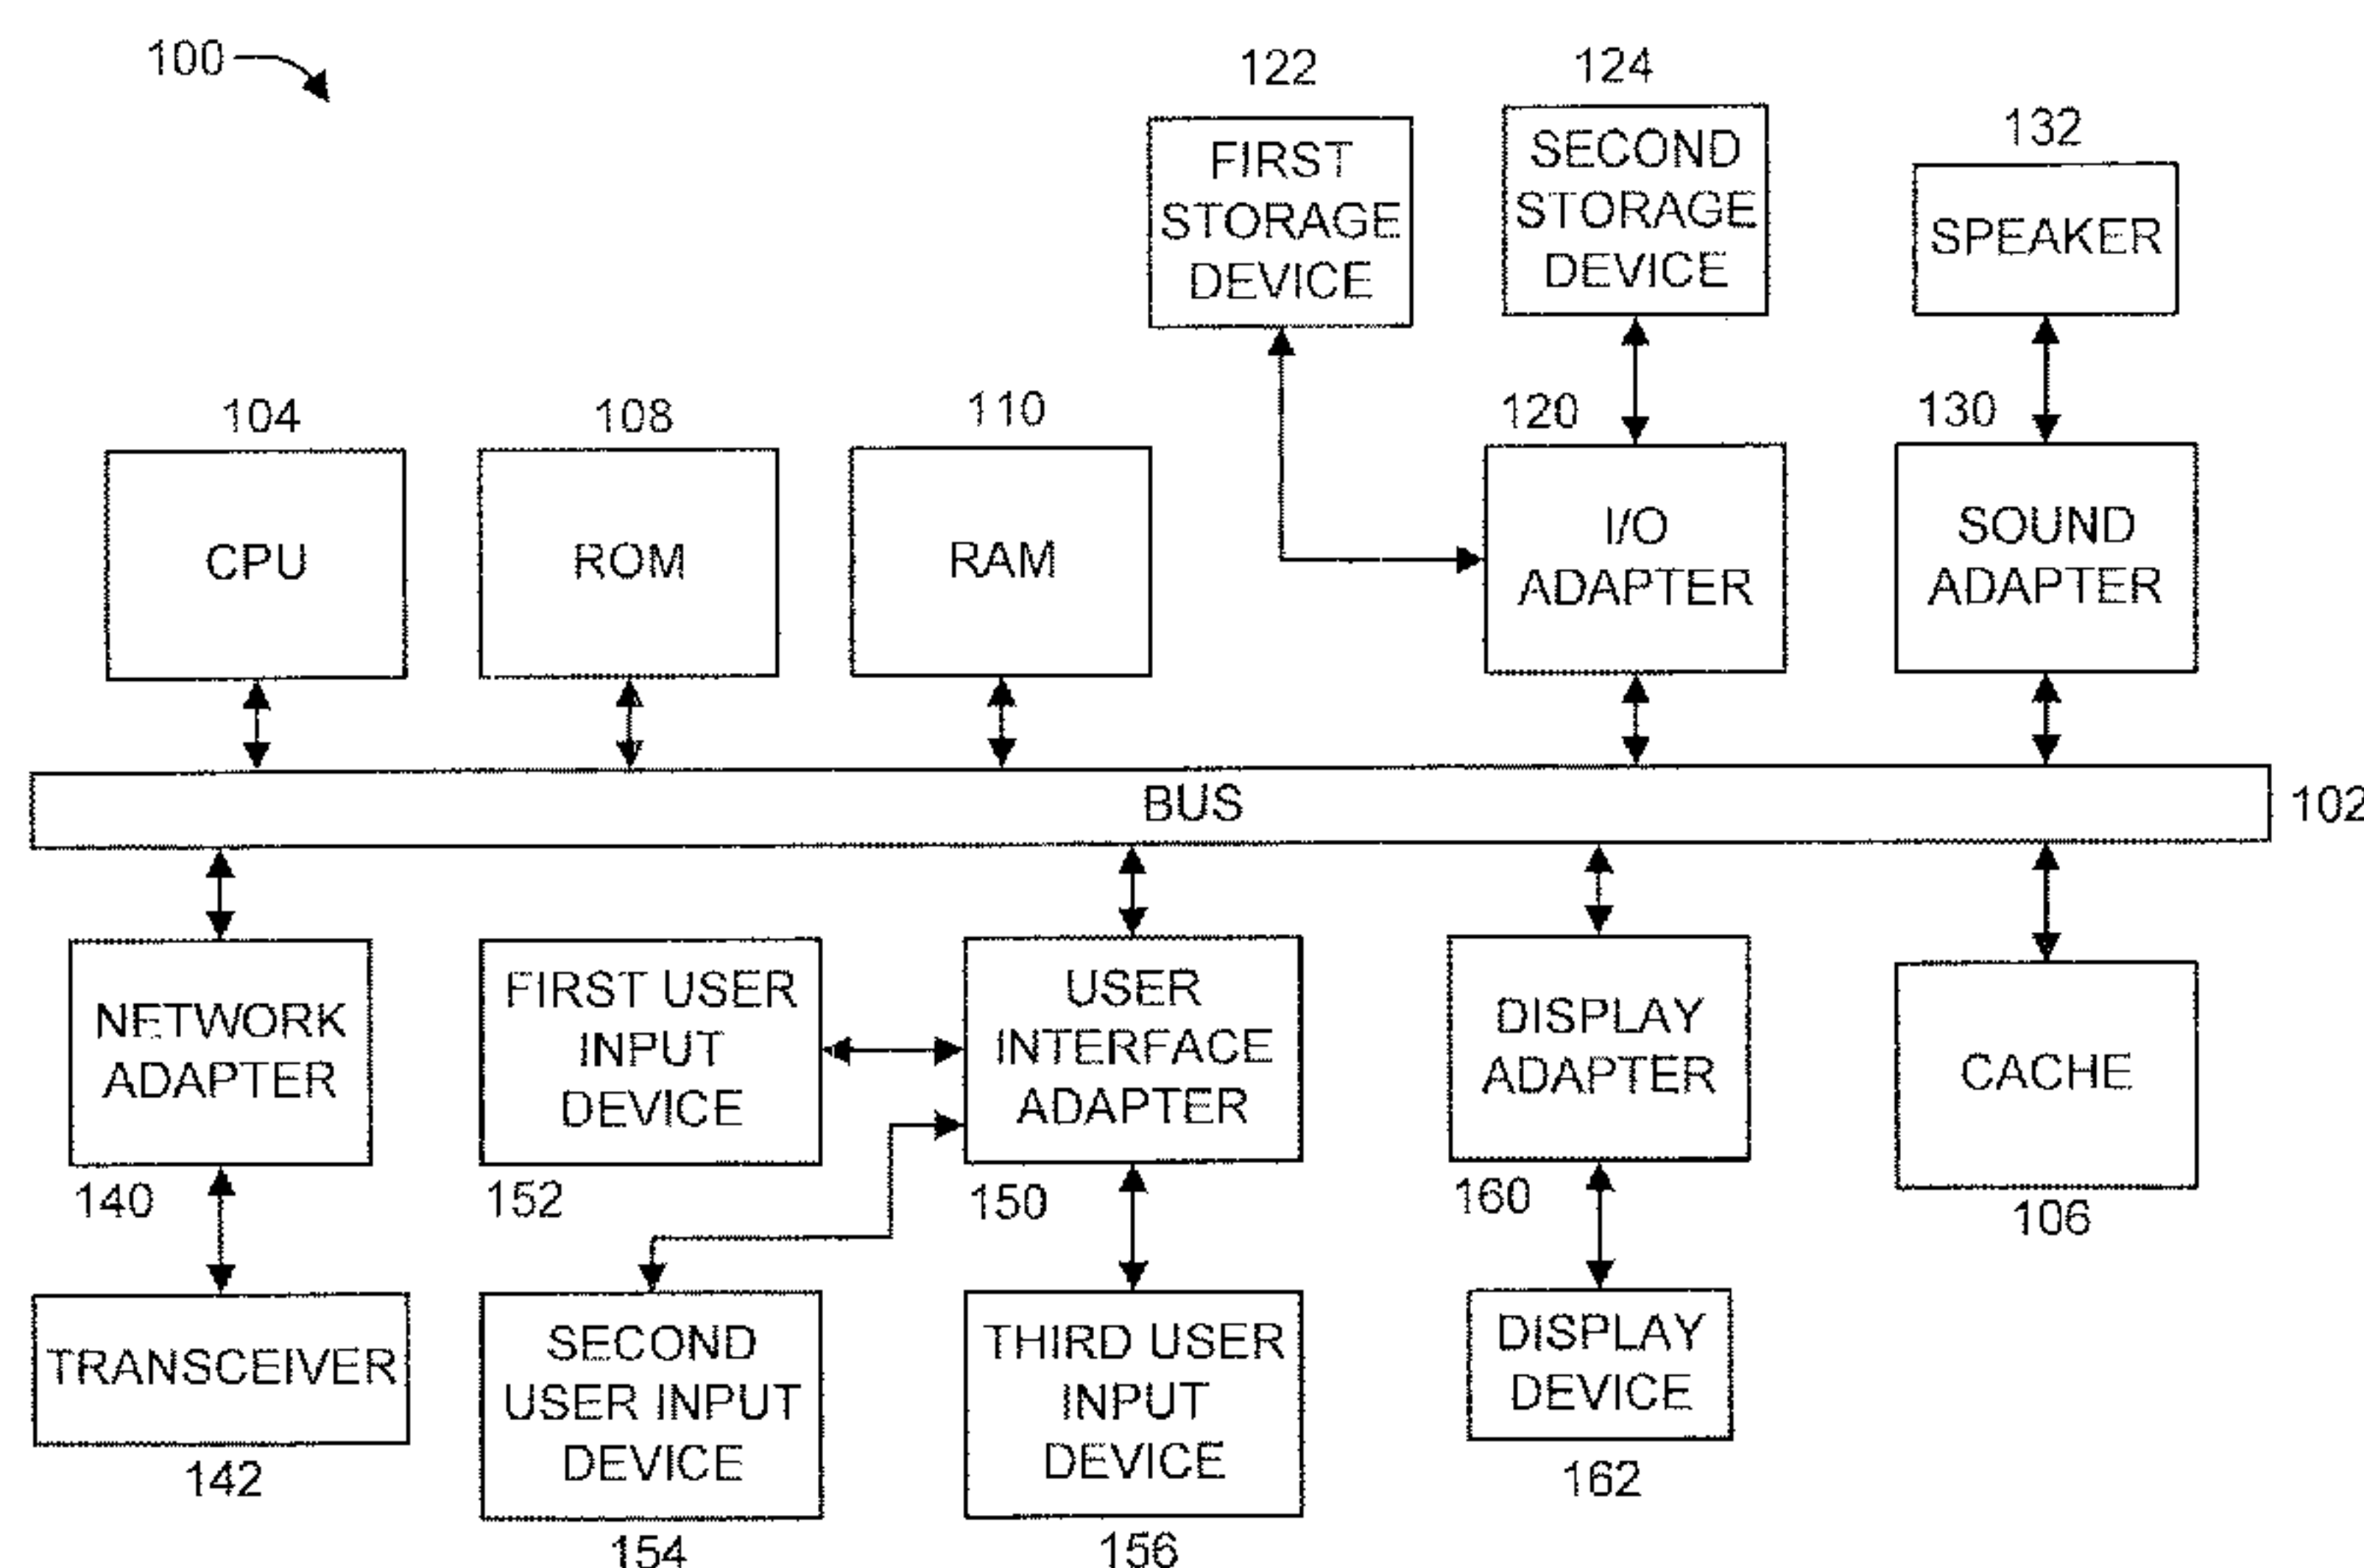 100
122
FIRST
STORAGE
DEVICE
124
SECOND
STORAGE
DEVICE
132
SPEAKER
104
CPU
108
ROM
110
RAM
120
I/O
ADAPTER
130
SOUND
ADAPTER
BUS
102
NETWORK
ADAPTER
140
FIRST USER
INPUT
DEVICE
152
USER
INTERFACE
ADAPTER
150
DISPLAY
ADAPTER
160
CACHE
106
TRANSCEIVER
142
SECOND
USER INPUT
DEVICE
154
THIRD USER
INPUT
DEVICE
156
DISPLAY
DEVICE
162